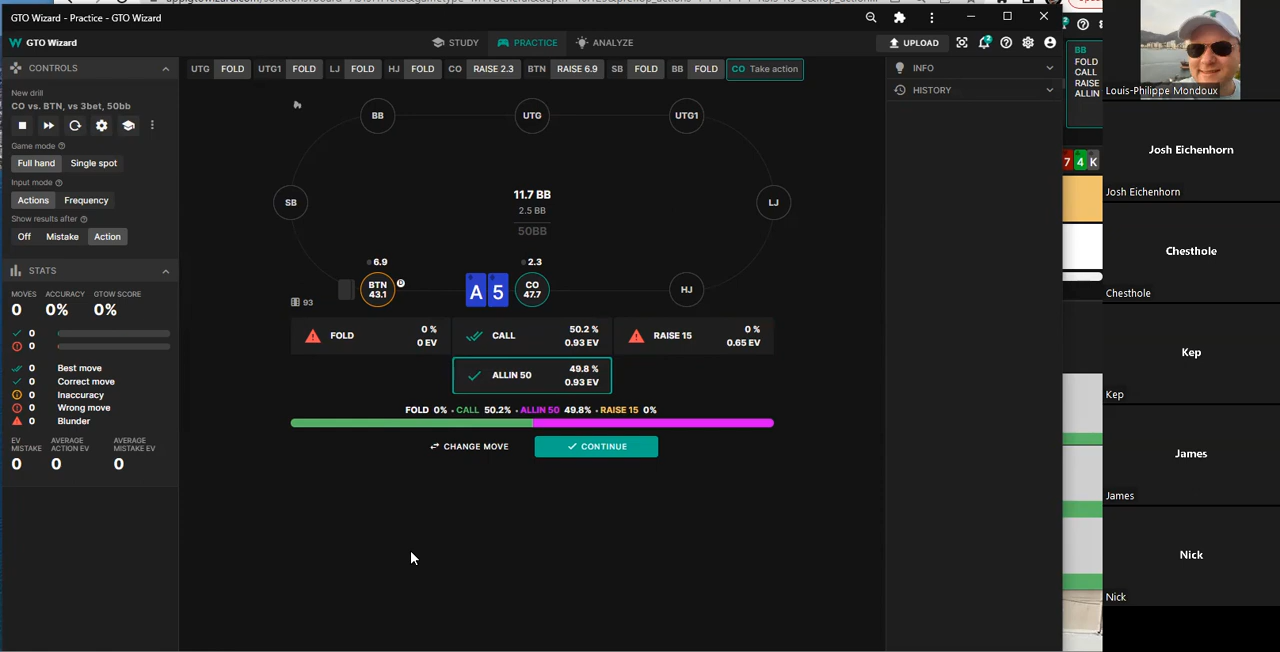 GTO Wizard - Practice - GTO Wizard
GTO Wizard
STUDY
PRACTICE
ANALYZE
UPLOAD
CONTROLS
New drill
CO vs. BTN, vs 3bet, 50bb
Game mode
Full hand
Single spot
Input mode
Actions
Frequency
Show results after
Off
Mistake
Action
STATS
MOVES
ACCURACY
GTOW SCORE
0
0%
0%
0
0
0 Best move
0 Correct move
0 Inaccuracy
0 Wrong move
0 Blunder
EV MISTAKE
AVERAGE ACTION EV
AVERAGE MISTAKE EV
0
0
0
UTG FOLD UTG1 FOLD LJ FOLD HJ FOLD CO RAISE 2.3 BTN RAISE 6.9 SB FOLD BB FOLD CO Take action
BB
UTG
UTG1
SB
11.7 BB
2.5 BB
50BB
LJ
6.9
2.3
BTN
43.1
D
A 5
CO
47.7
HJ
93
FOLD
0 %
0 EV
CALL
50.2 %
0.93 EV
RAISE 15
0 %
0.65 EV
ALLIN 50
49.8 %
0.93 EV
FOLD 0% • CALL 50.2% • ALLIN 50 49.8% • RAISE 15 0%
CHANGE MOVE
CONTINUE
INFO
HISTORY
BB
FOLD
CALL
RAISE
ALLIN
7 4 K
Louis-Philippe Mondoux
Josh Eichenhorn
Josh Eichenhorn
Chesthole
Chesthole
Kep
Kep
James
James
Nick
Nick